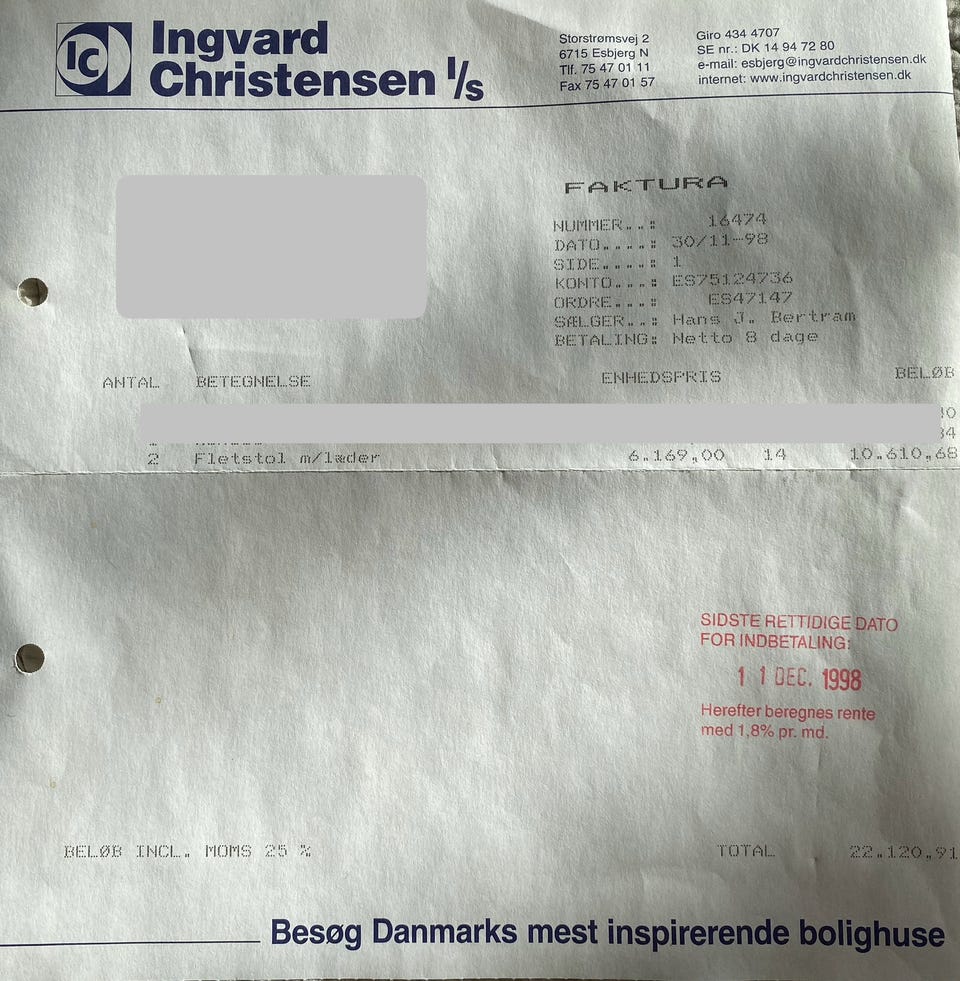 Ic
Ingvard
Christensen I/s
Storstrømsvej 2
6715 Esbjerg N
Tlf. 75 47 01 11
Fax 75 47 01 57
Giro 434 4707
SE nr.: DK 14 94 72 80
e-mail: esbjerg@ingvardchristensen.dk
internet: www.ingvardchristensen.dk
FAKTURA
NUMMER..: 16474
DATO....: 30/11-98
SIDE....: 1
KONTO...: ES75124736
ORDRE...: ES47147
SÆLGER..: Hans J. Bertram
BETALING: Netto 8 dage
ANTAL BETEGNELSE ENHEDSPRIS BELØB
2 Fletstol m/læder 6.169,00 14 10.610,68
SIDSTE RETTIDIGE DATO
FOR INDBETALING:
11 DEC. 1998
Herefter beregnes rente
med 1,8% pr. md.
BELØB INCL. MOMS 25 % TOTAL 22.120,91
Besøg Danmarks mest inspirerende bolighuse